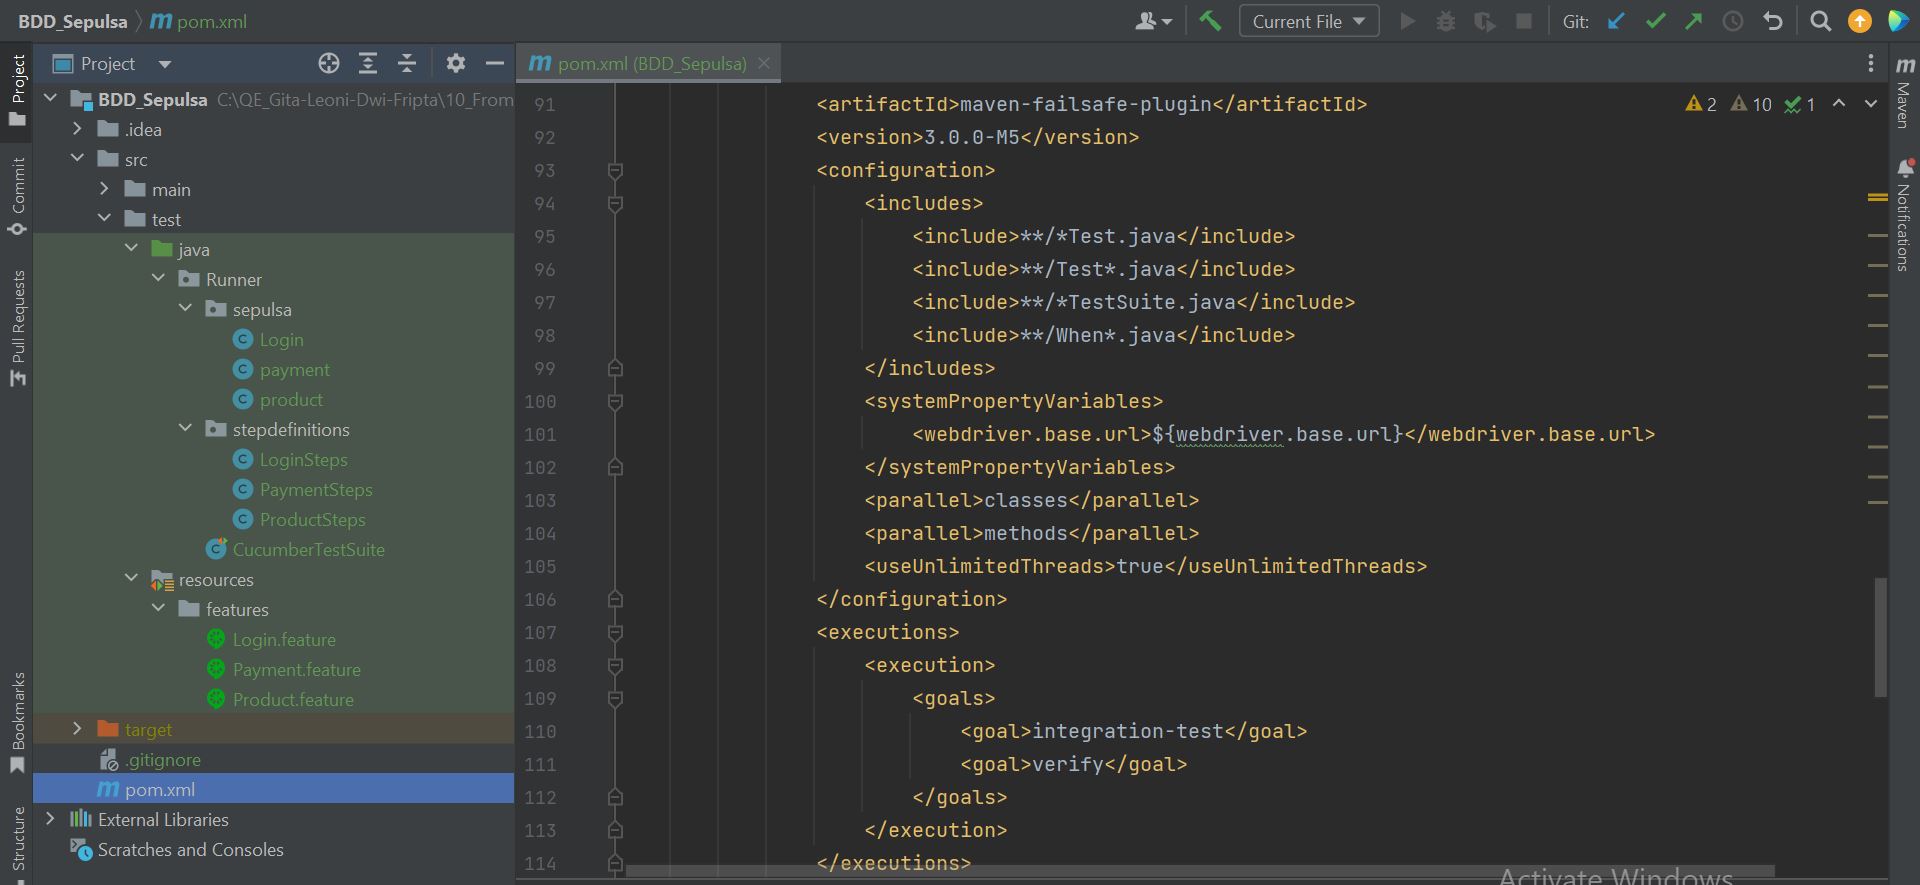 BDD_Sepulsa
pom.xml
Current File
Git:
Project
Commit
Pull Requests
Bookmarks
Structure
Project
BDD_Sepulsa C:\QE_Gita-Leoni-Dwi-Fripta\10_From
.idea
src
main
test
java
Runner
sepulsa
Login
payment
product
stepdefinitions
LoginSteps
PaymentSteps
ProductSteps
CucumberTestSuite
resources
features
Login.feature
Payment.feature
Product.feature
target
.gitignore
pom.xml
External Libraries
Scratches and Consoles
pom.xml (BDD_Sepulsa)
2 10 1
91 <artifactId>maven-failsafe-plugin</artifactId>
92 <version>3.0.0-M5</version>
93 <configuration>
94 <includes>
95 <include>**/*Test.java</include>
96 <include>**/Test*.java</include>
97 <include>**/*TestSuite.java</include>
98 <include>**/When*.java</include>
99 </includes>
100 <systemPropertyVariables>
101 <webdriver.base.url>${webdriver.base.url}</webdriver.base.url>
102 </systemPropertyVariables>
103 <parallel>classes</parallel>
104 <parallel>methods</parallel>
105 <useUnlimitedThreads>true</useUnlimitedThreads>
106 </configuration>
107 <executions>
108 <execution>
109 <goals>
110 <goal>integration-test</goal>
111 <goal>verify</goal>
112 </goals>
113 </execution>
114 </executions>
Activate Windows
Maven
Notifications